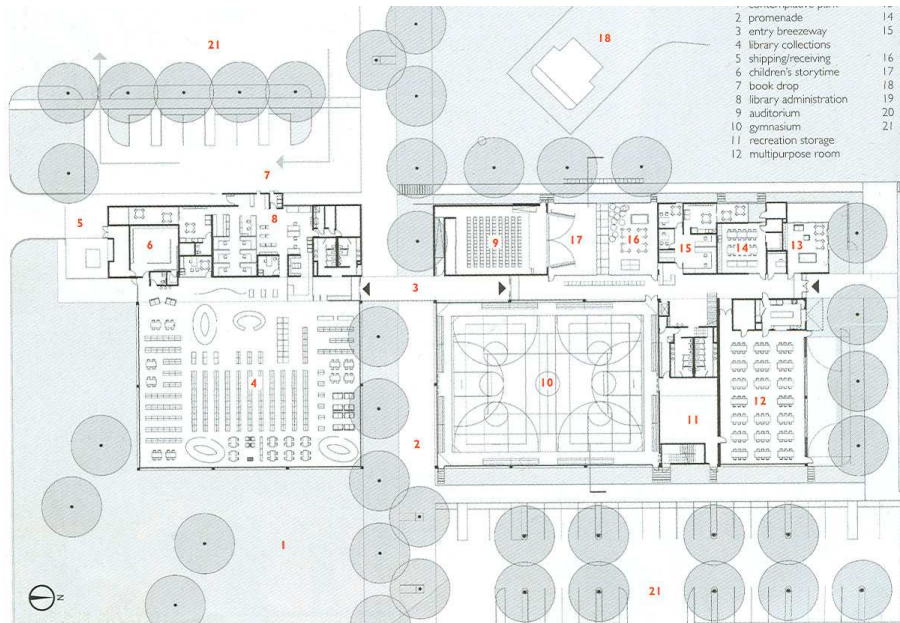 1 contemplative park
2 promenade 14
3 entry breezeway 15
4 library collections
5 shipping/receiving 16
6 children's storytime 17
7 book drop 18
8 library administration 19
9 auditorium 20
10 gymnasium 21
11 recreation storage
12 multipurpose room
21
18
7
5
6
8
9
17
16
15
14
13
3
4
10
12
11
2
1
21
N